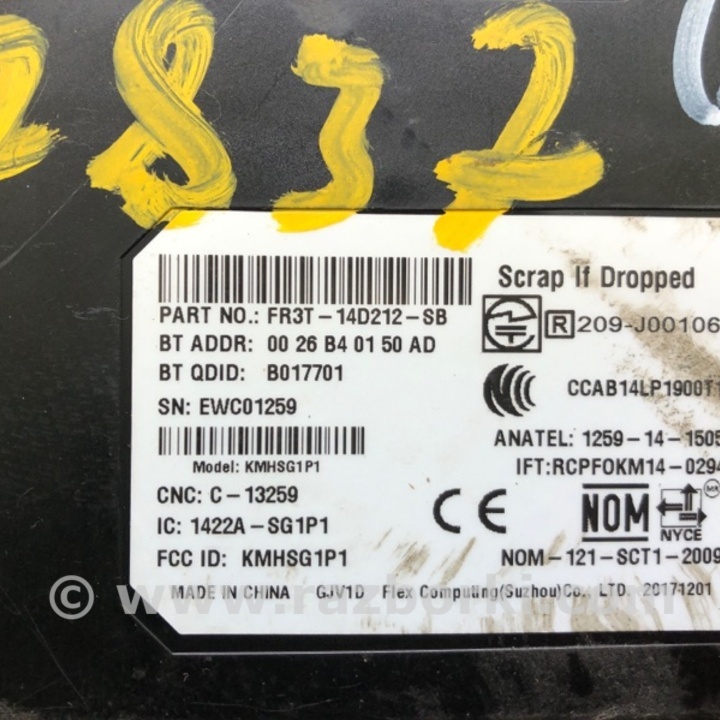 2832
Scrap If Dropped
PART NO.: FR3T-14D212-SB
R 209-J00106
BT ADDR: 00 26 B4 01 50 AD
BT QDID: B017701
CCAB14LP1900T
SN: EWC01259
ANATEL: 1259-14-1505
Model: KMHSG1P1
IFT:RCPFOKM14-0294
CNC: C-13259
CE NOM NYCE
IC: 1422A-SG1P1
FCC ID: KMHSG1P1
NOM-121-SCT1-2009
MADE IN CHINA GJV1D Flex Computing(Suzhou)Co., LTD. 20171201
© www.razborki.com